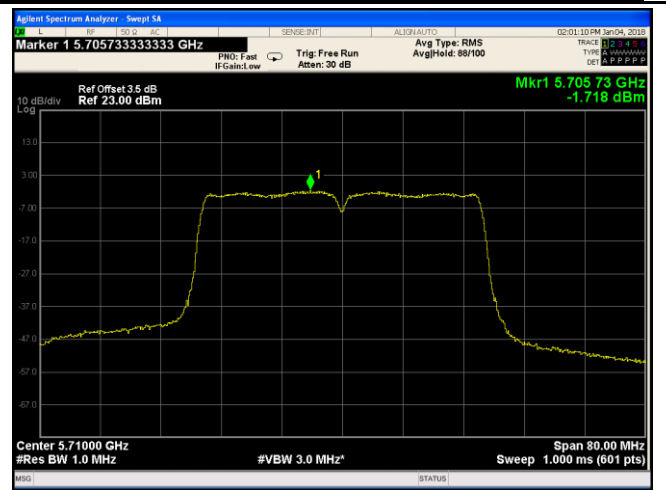 Agilent Spectrum Analyzer - Swept SA
L RF 50 Ω AC SENSE:INT ALIGN AUTO 02:01:10 PM Jan 04, 2018
Marker 1 5.705733333333 GHz
PNO: Fast
IFGain:Low
Trig: Free Run
Atten: 30 dB
Avg Type: RMS
Avg|Hold: 88/100
TRACE 1 2 3 4 5 6
TYPE A WWWWW
DET A P P P P P
Mkr1 5.705 73 GHz
-1.718 dBm
Ref Offset 3.5 dB
10 dB/div Ref 23.00 dBm
Log
13.0
3.00
-7.00
-17.0
-27.0
-37.0
-47.0
-57.0
-67.0
1
Center 5.71000 GHz Span 80.00 MHz
#Res BW 1.0 MHz #VBW 3.0 MHz* Sweep 1.000 ms (601 pts)
MSG STATUS